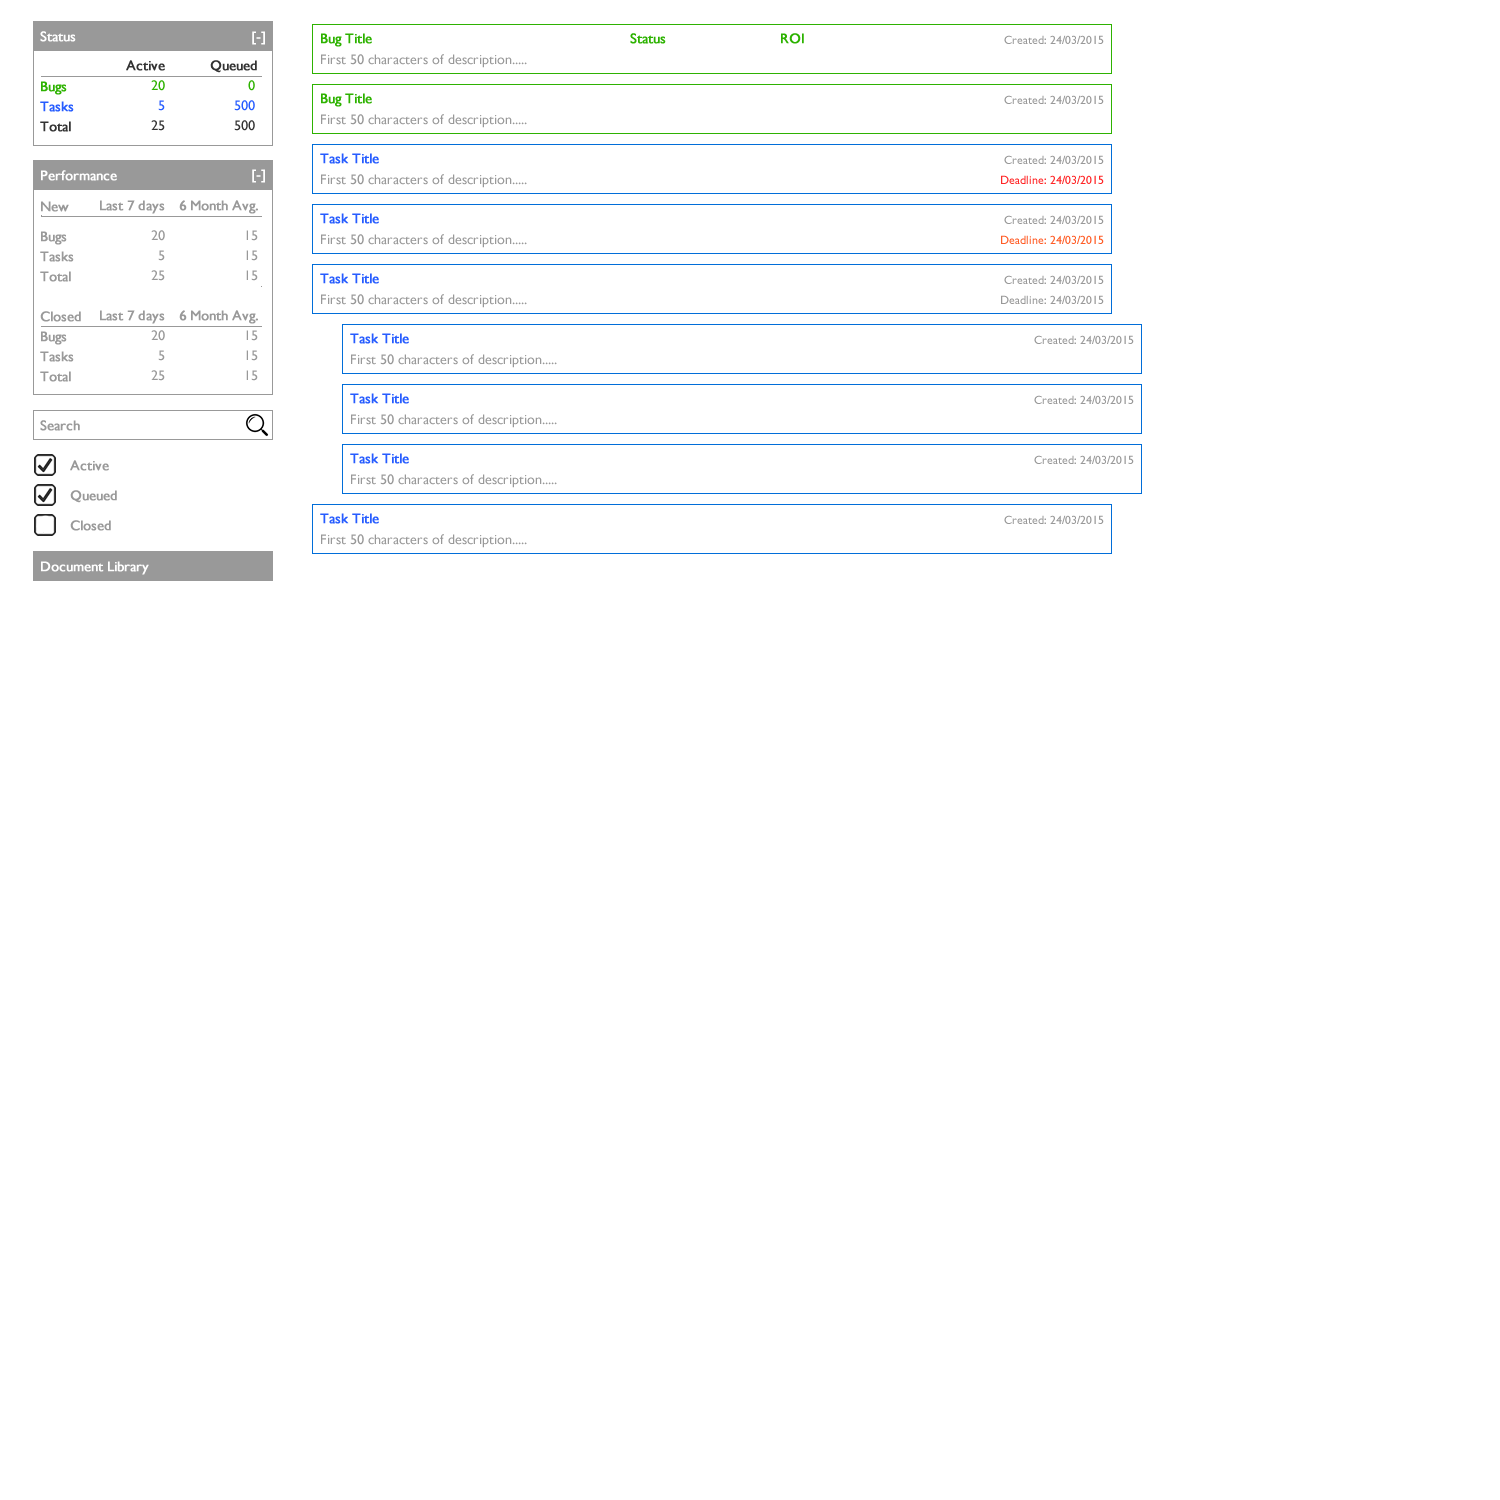 Status [-]
Active Queued
Bugs 20 0
Tasks 5 500
Total 25 500
Performance [-]
New Last 7 days 6 Month Avg.
Bugs 20 15
Tasks 5 15
Total 25 15
Closed Last 7 days 6 Month Avg.
Bugs 20 15
Tasks 5 15
Total 25 15
Search
Active
Queued
Closed
Document Library
Bug Title Status ROI Created: 24/03/2015
First 50 characters of description.....
Bug Title Created: 24/03/2015
First 50 characters of description.....
Task Title Created: 24/03/2015
First 50 characters of description..... Deadline: 24/03/2015
Task Title Created: 24/03/2015
First 50 characters of description..... Deadline: 24/03/2015
Task Title Created: 24/03/2015
First 50 characters of description..... Deadline: 24/03/2015
Task Title Created: 24/03/2015
First 50 characters of description.....
Task Title Created: 24/03/2015
First 50 characters of description.....
Task Title Created: 24/03/2015
First 50 characters of description.....
Task Title Created: 24/03/2015
First 50 characters of description.....